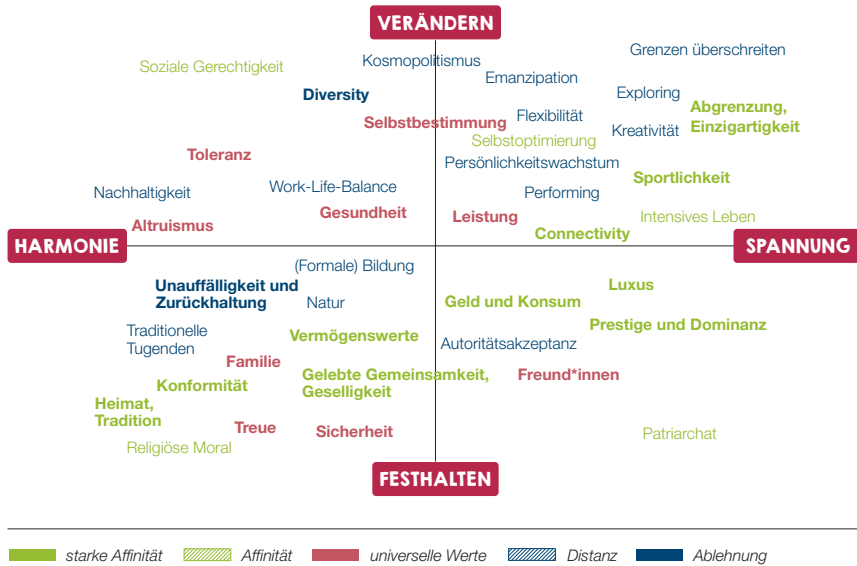 VERÄNDERN
Grenzen überschreiten
Kosmopolitismus
Soziale Gerechtigkeit
Emanzipation
Diversity
Exploring
Abgrenzung,
Einzigartigkeit
Flexibilität
Selbstbestimmung
Kreativität
Selbstoptimierung
Toleranz
Persönlichkeitswachstum
Sportlichkeit
Work-Life-Balance
Nachhaltigkeit
Performing
Gesundheit
Leistung
Intensives Leben
Altruismus
Connectivity
HARMONIE
SPANNUNG
(Formale) Bildung
Unauffälligkeit und
Zurückhaltung
Luxus
Natur
Geld und Konsum
Prestige und Dominanz
Traditionelle
Tugenden
Vermögenswerte
Autoritätsakzeptanz
Familie
Gelebte Gemeinsamkeit,
Geselligkeit
Freund*innen
Konformität
Heimat,
Tradition
Treue
Sicherheit
Patriarchat
Religiöse Moral
FESTHALTEN
starke Affinität
Affinität
universelle Werte
Distanz
Ablehnung